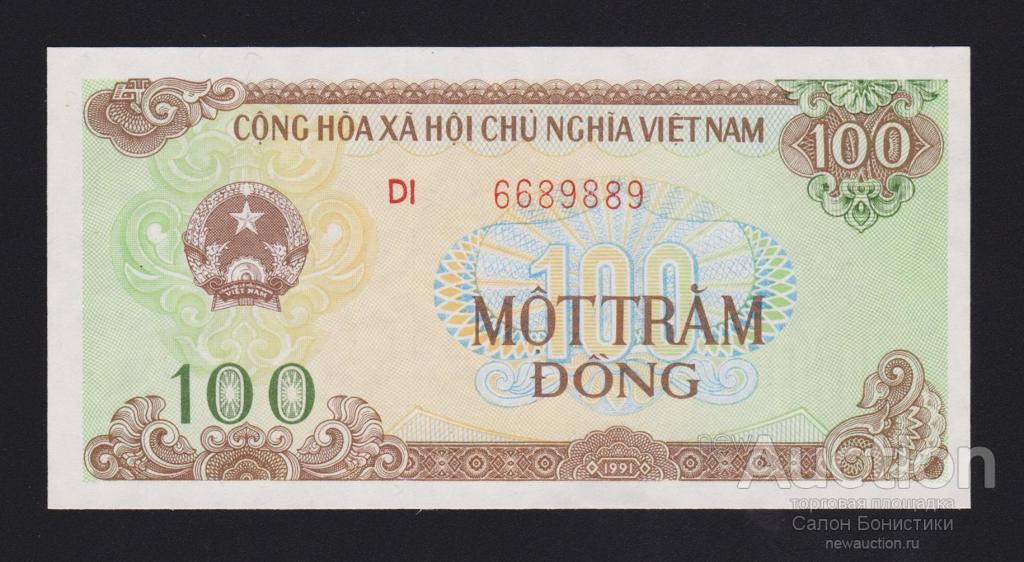 CỘNG HÒA XÃ HỘI CHỦ NGHĨA VIỆT NAM
100
DI 6689889
VIỆT NAM
100
MỘT TRĂM
ĐỒNG
100
1991
newAuction
торговая площадка
Салон Бонистики
newauction.ru